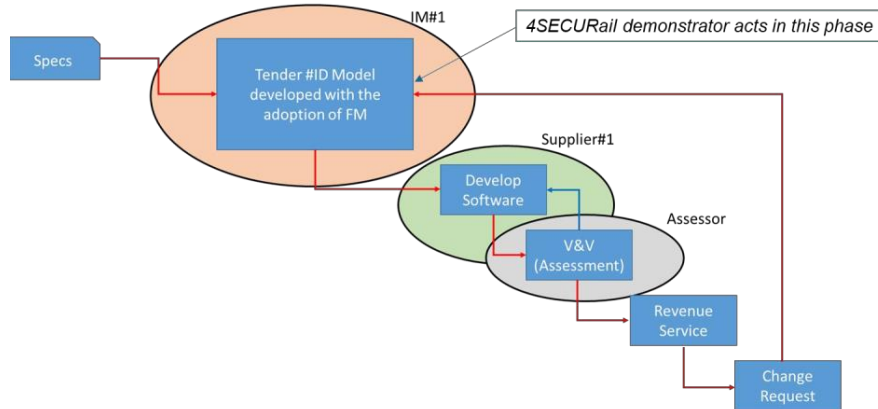 IM#1
4SECURail demonstrator acts in this phase
Specs
Tender #ID Model
developed with the
adoption of FM
Supplier#1
Develop
Software
Assessor
V&V
(Assessment)
Revenue
Service
Change
Request